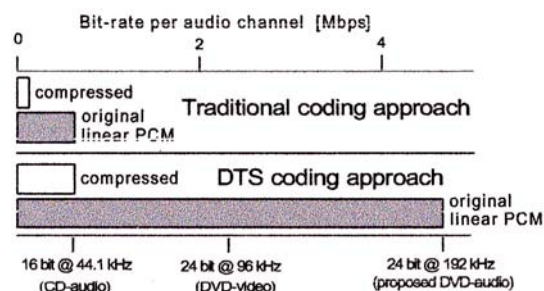 Bit-rate per audio channel [Mbps]
0 2 4
compressed
Traditional coding approach
original
linear PCM
compressed
DTS coding approach
original
linear PCM
16 bit @ 44.1 kHz
(CD-audio)
24 bit @ 96 kHz
(DVD-video)
24 bit @ 192 kHz
(proposed DVD-audio)